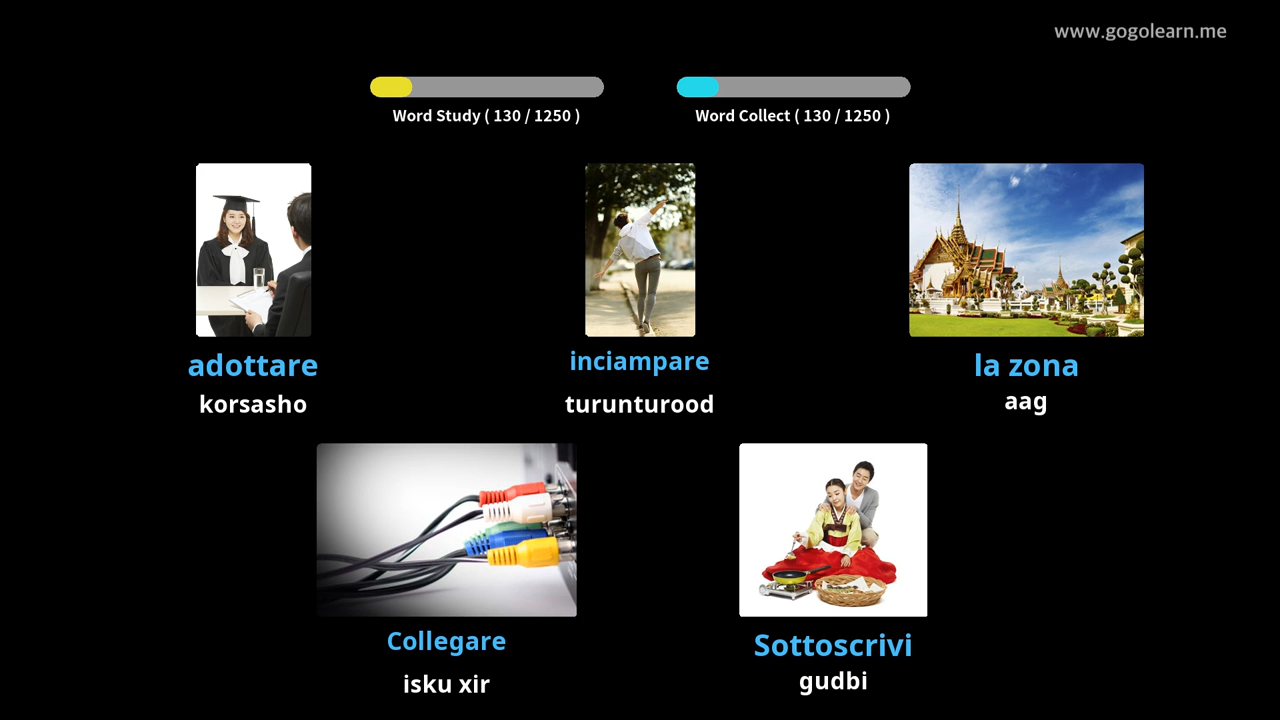 www.gogolearn.me
Word Study ( 130 / 1250 )
Word Collect ( 130 / 1250 )
adottare
korsasho
inciampare
turunturood
la zona
aag
Collegare
isku xir
Sottoscrivi
gudbi